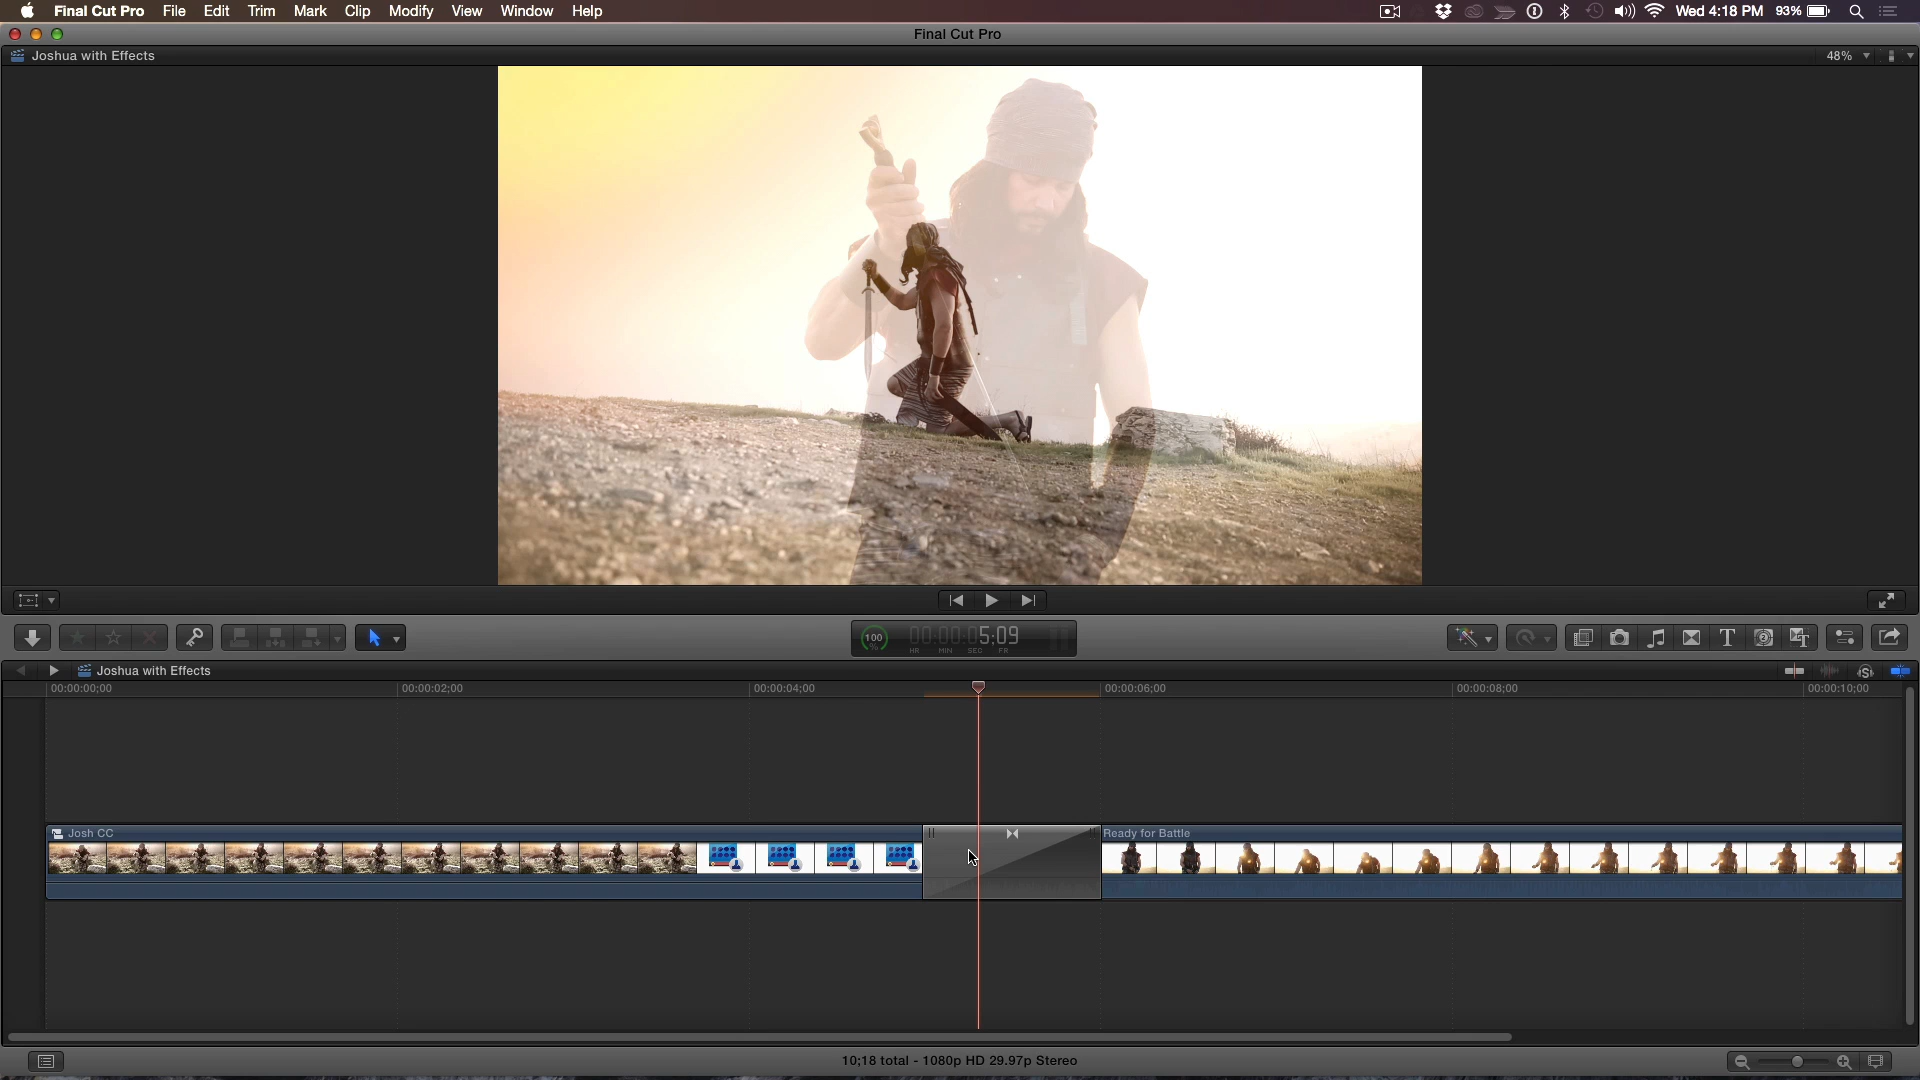 Final Cut Pro File Edit Trim Mark Clip Modify View Window Help Wed 4:18 PM 93%
Final Cut Pro
Joshua with Effects 48%
100 % 00:00:05;09
HR MIN SEC FR
Joshua with Effects
00:00:00;00 00:00:02;00 00:00:04;00 00:00:06;00 00:00:08;00 00:00:10;00
Josh CC Ready for Battle
10;18 total - 1080p HD 29.97p Stereo